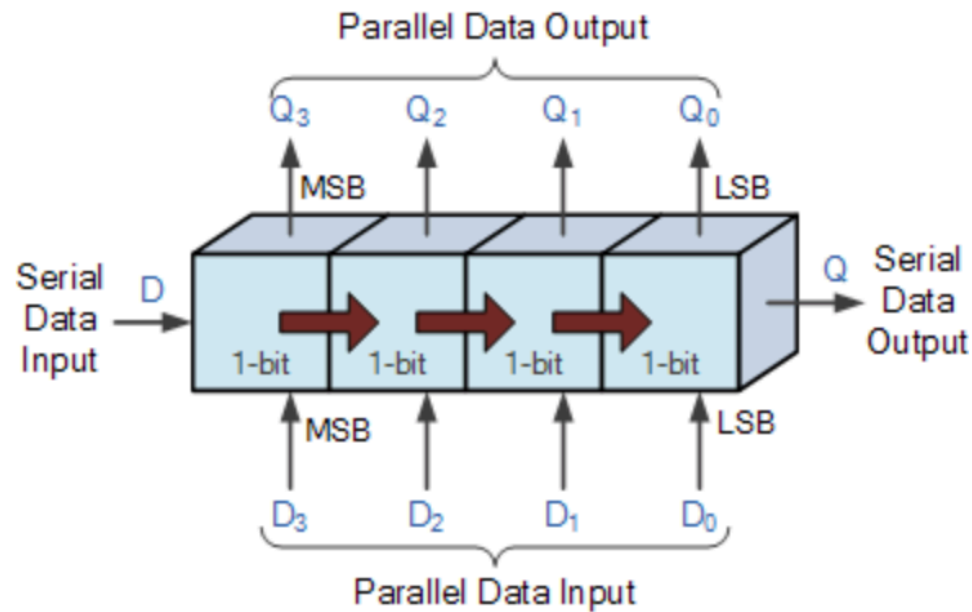 Parallel Data Output
Q₃ Q₂ Q₁ Q₀
MSB LSB
Serial
Data
Input
D
Q
Serial
Data
Output
1-bit 1-bit 1-bit 1-bit
MSB LSB
D₃ D₂ D₁ D₀
Parallel Data Input